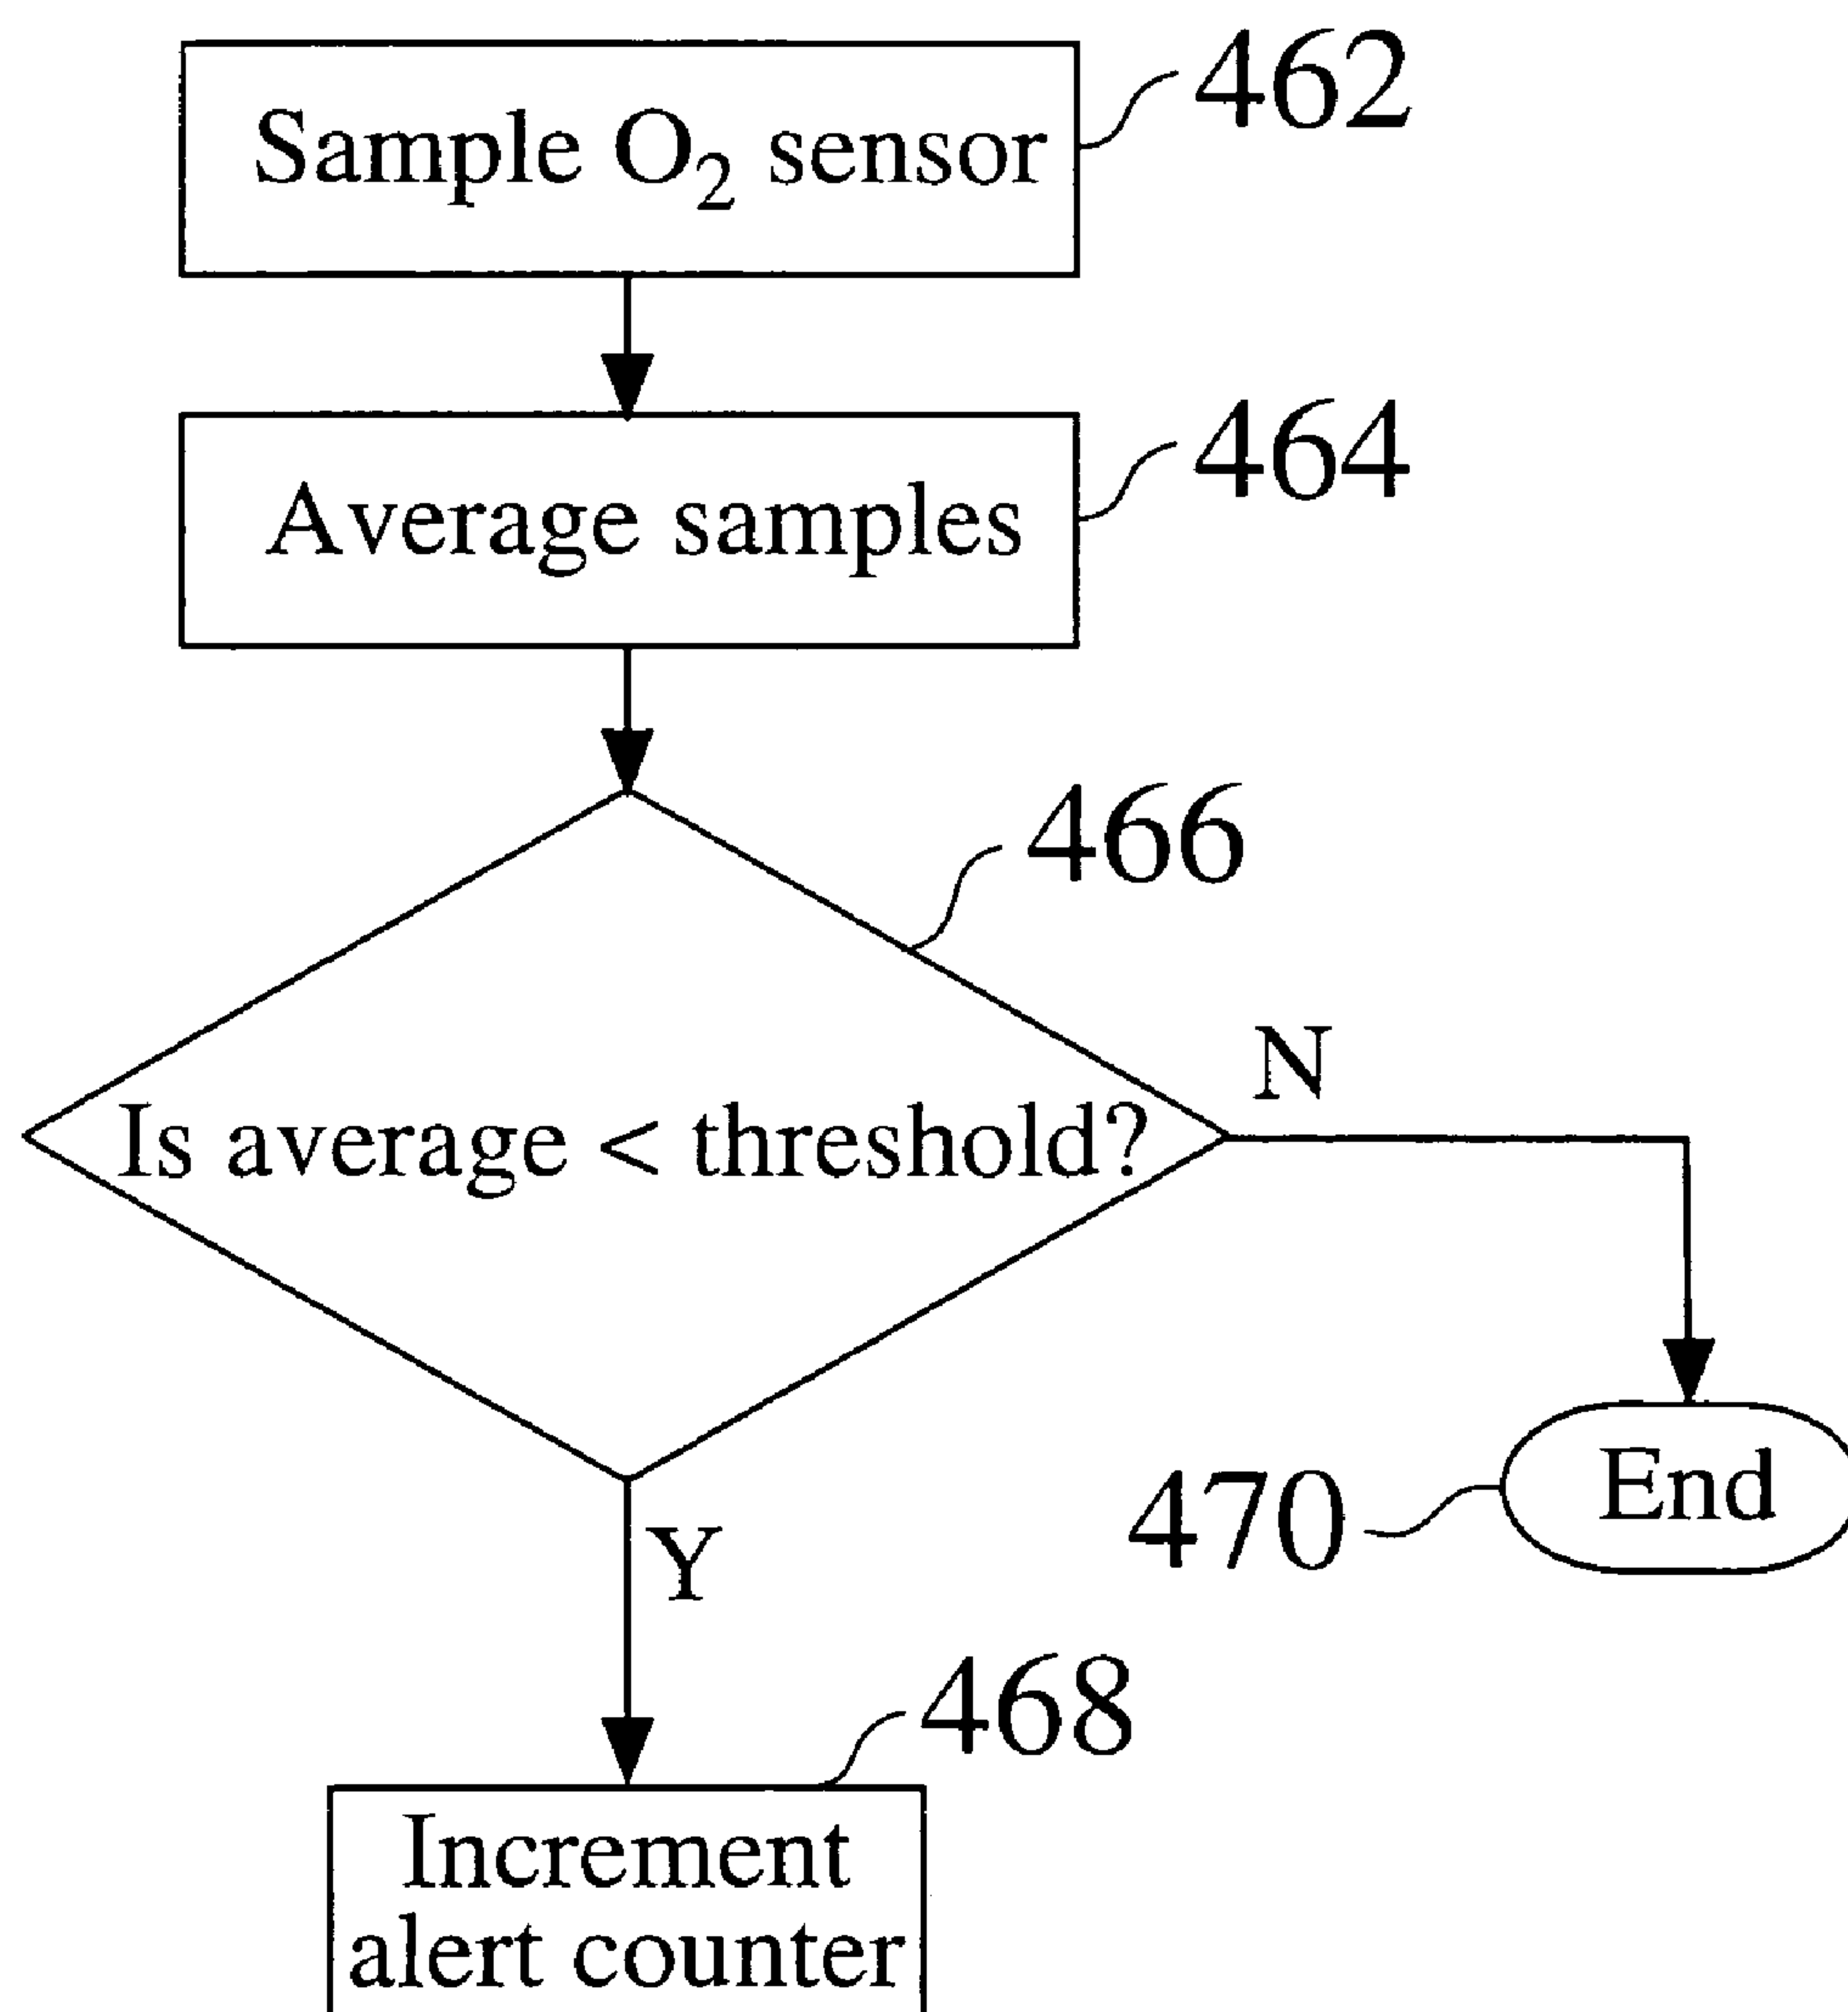 Sample O₂ sensor
462
Average samples
464
466
Is average < threshold?
N
End
470
Y
468
Increment
alert counter